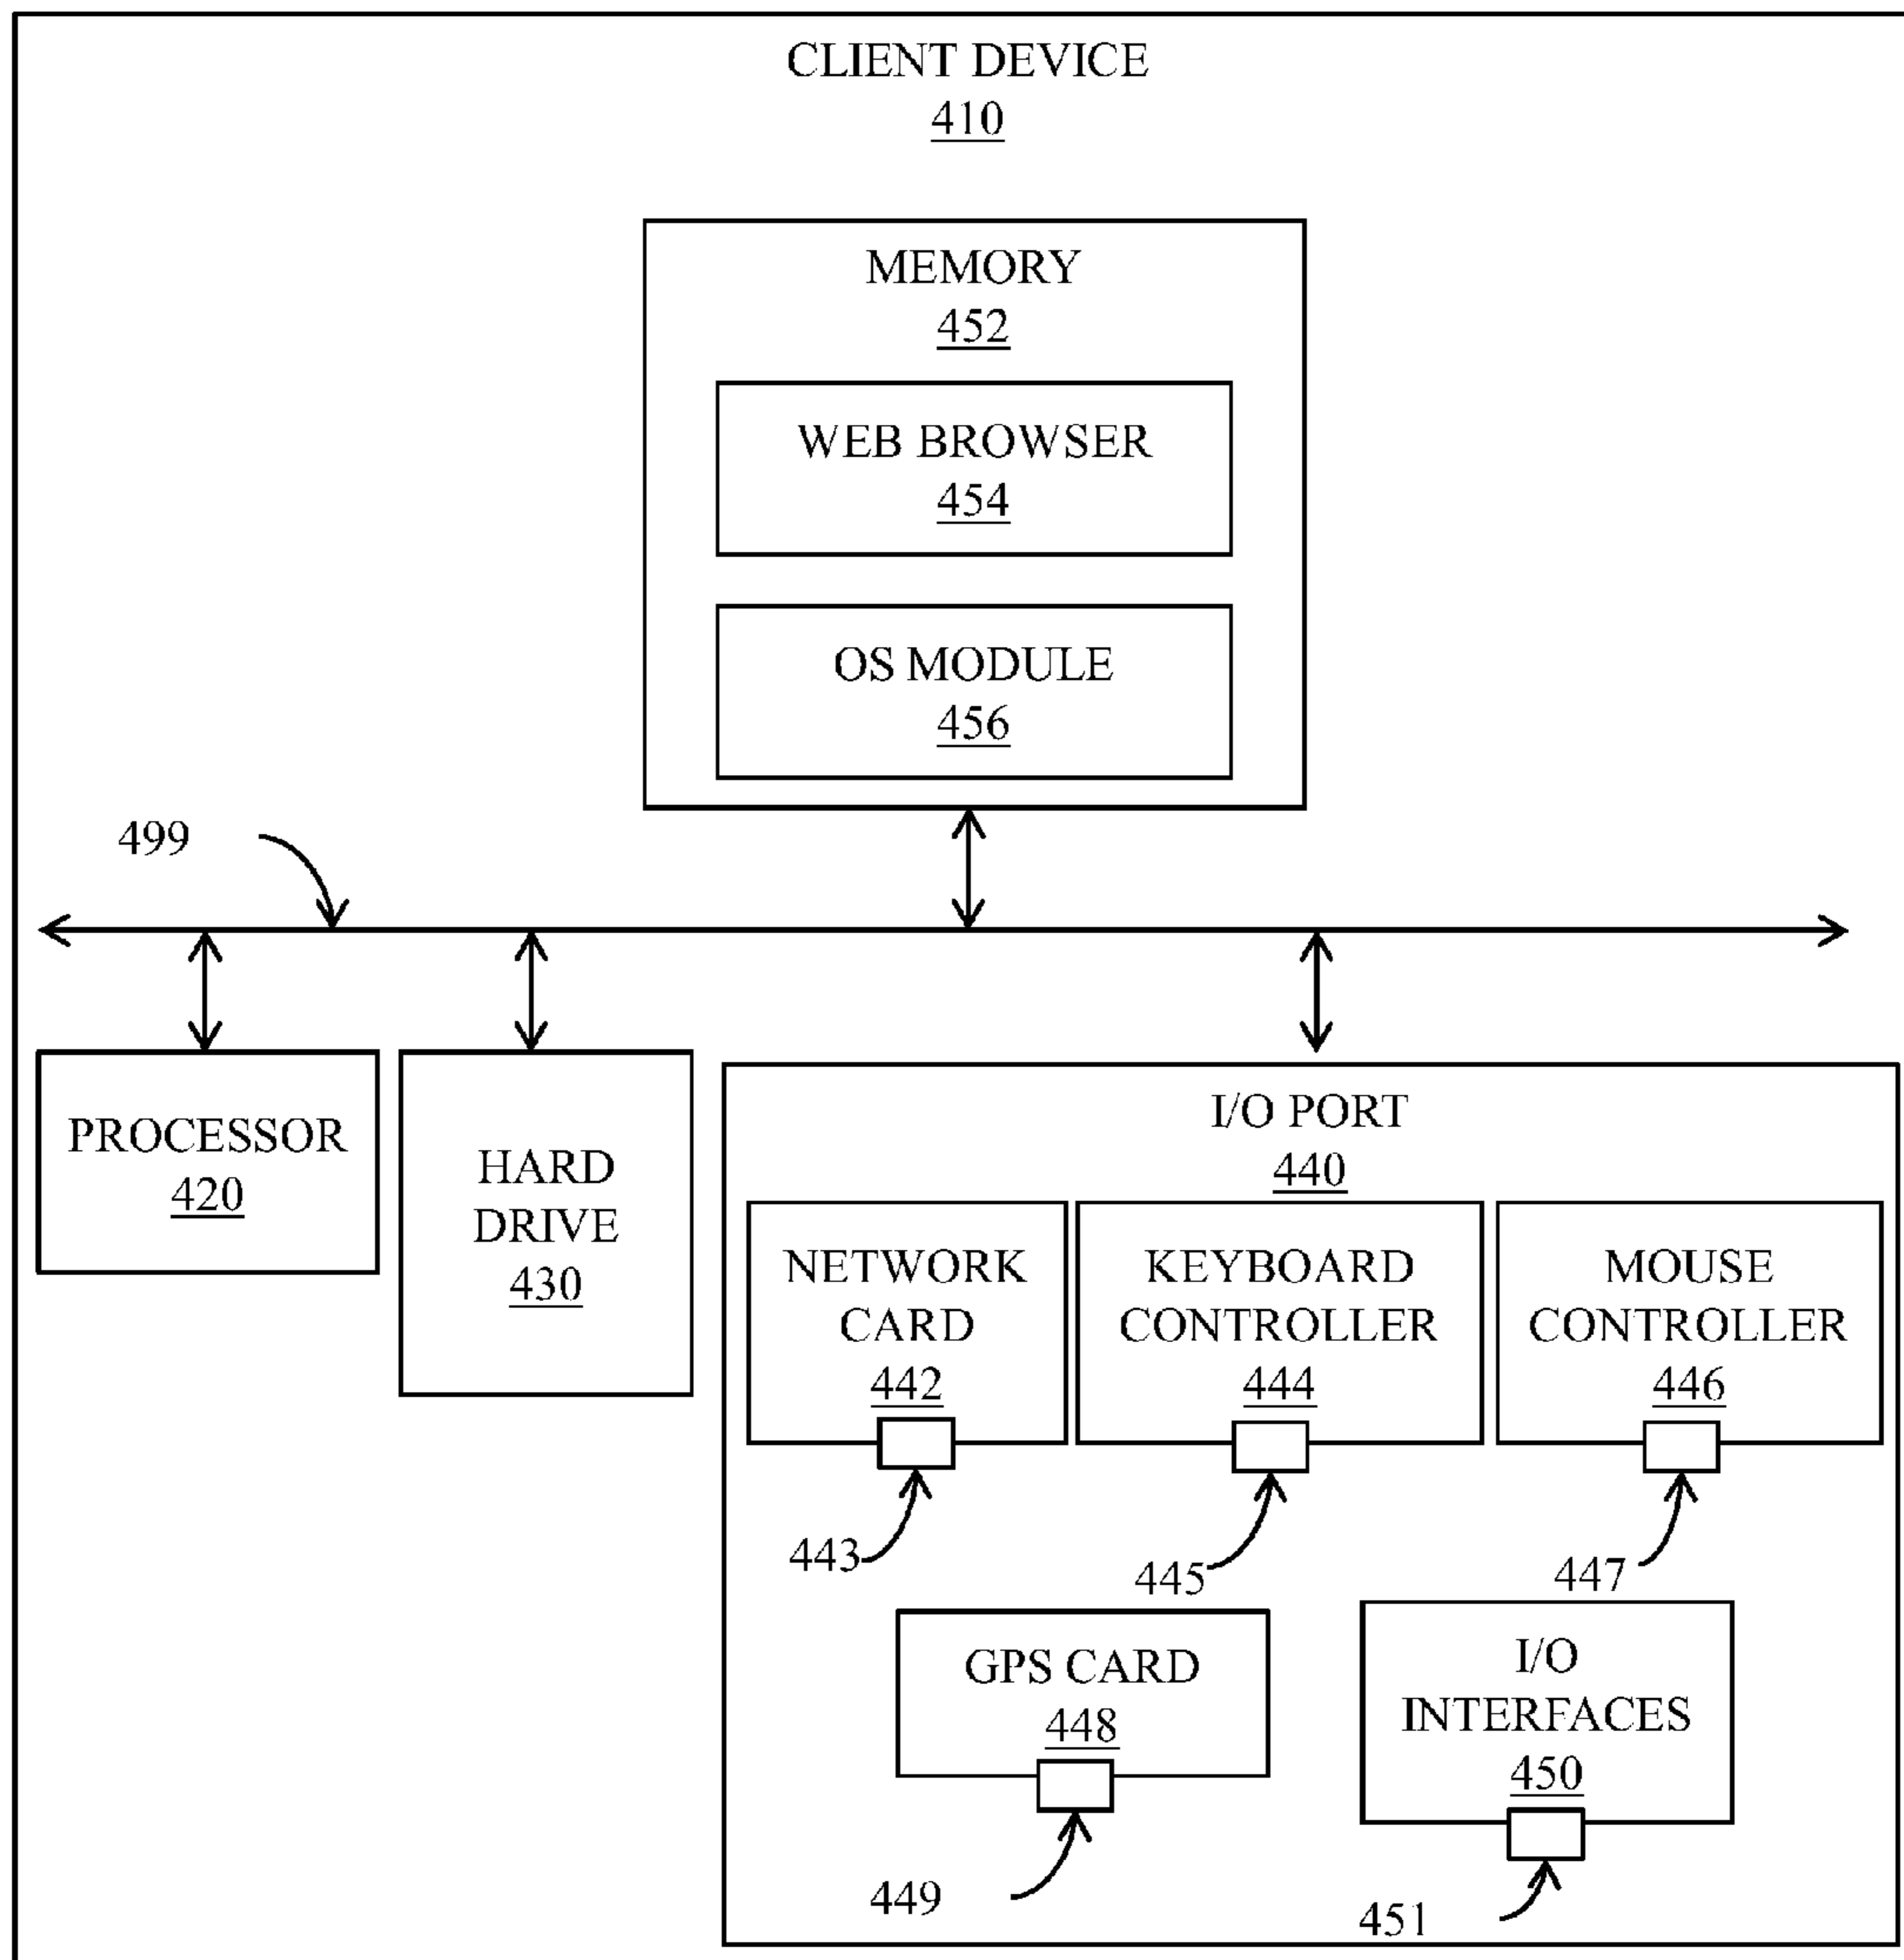 CLIENT DEVICE
410
MEMORY
452
WEB BROWSER
454
OS MODULE
456
499
PROCESSOR
420
HARD
DRIVE
430
I/O PORT
440
NETWORK
CARD
442
KEYBOARD
CONTROLLER
444
MOUSE
CONTROLLER
446
443
445
447
GPS CARD
448
I/O
INTERFACES
450
449
451